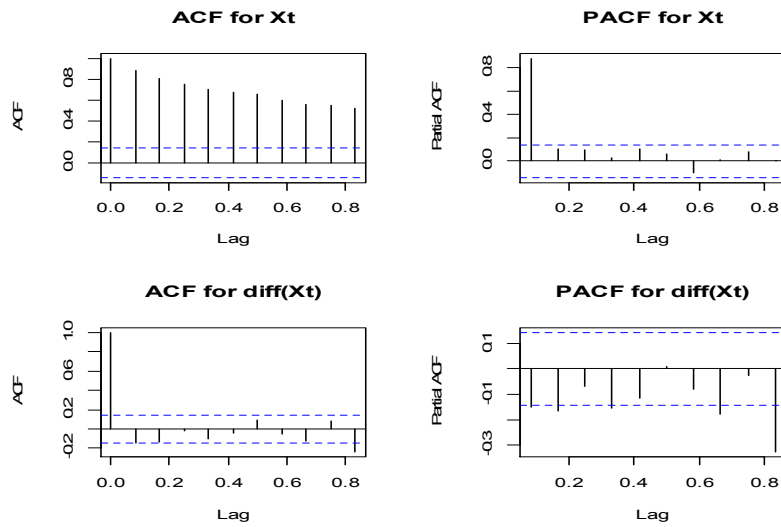 ACF for Xt
ACF
0.0 0.4 0.8
0.0 0.2 0.4 0.6 0.8
Lag
PACF for Xt
Partial ACF
0.0 0.4 0.8
0.2 0.4 0.6 0.8
Lag
ACF for diff(Xt)
ACF
-0.2 0.2 0.6 1.0
0.0 0.2 0.4 0.6 0.8
Lag
PACF for diff(Xt)
Partial ACF
-0.3 -0.1 0.1
0.2 0.4 0.6 0.8
Lag